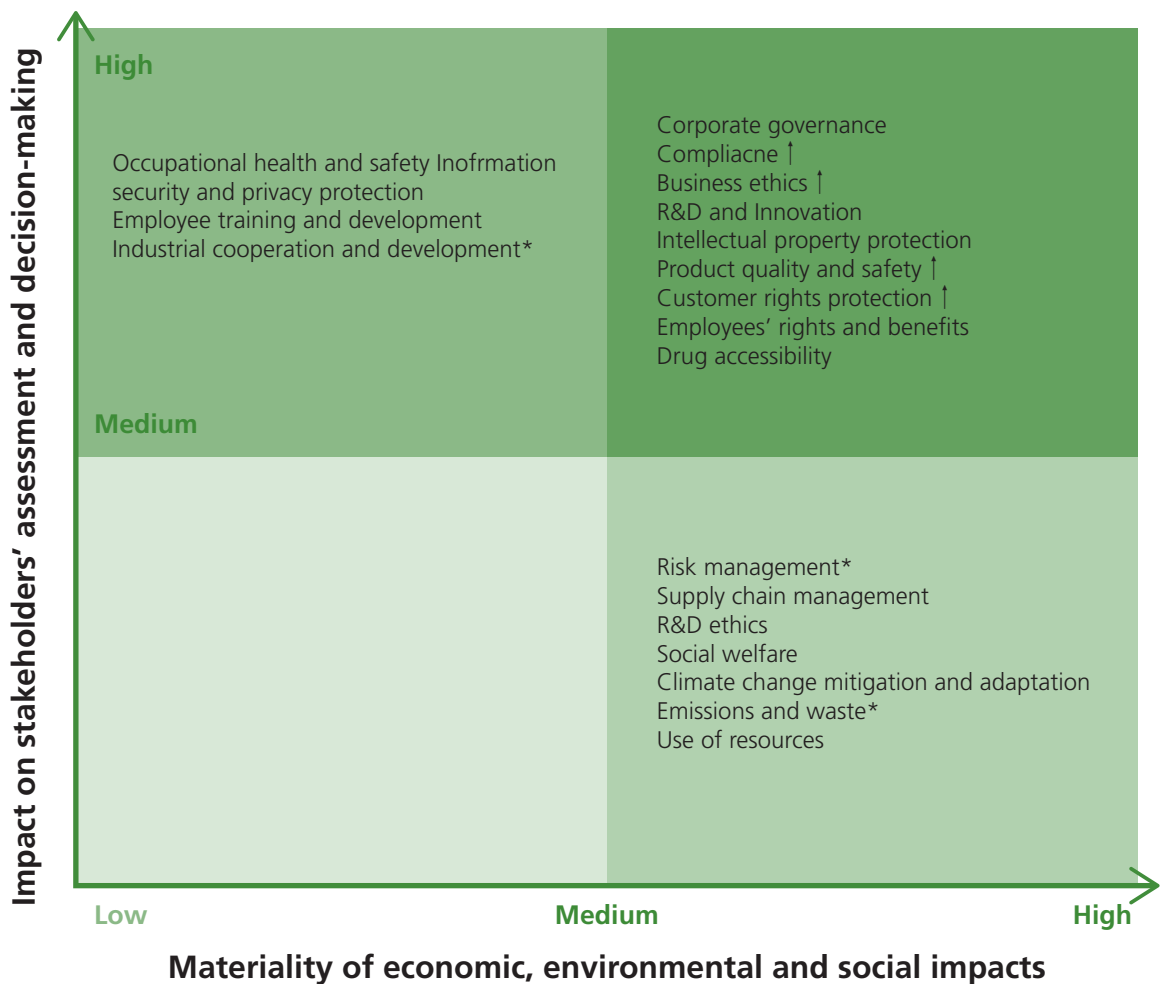 Impact on stakeholders’ assessment and decision-making
High
Occupational health and safety Inofrmation
security and privacy protection
Employee training and development
Industrial cooperation and development*
Medium
Corporate governance
Compliacne ↑
Business ethics ↑
R&D and Innovation
Intellectual property protection
Product quality and safety ↑
Customer rights protection ↑
Employees’ rights and benefits
Drug accessibility
Risk management*
Supply chain management
R&D ethics
Social welfare
Climate change mitigation and adaptation
Emissions and waste*
Use of resources
Low
Medium
High
Materiality of economic, environmental and social impacts